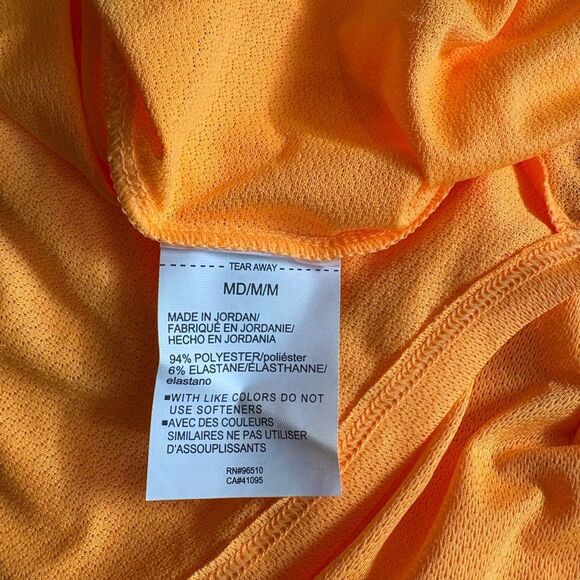 TEAR AWAY
MD/M/M
MADE IN JORDAN/
FABRIQUÉ EN JORDANIE/
HECHO EN JORDANIA
94% POLYESTER/poliéster
6% ELASTANE/ÉLASTHANNE/
elastano
■WITH LIKE COLORS DO NOT
USE SOFTENERS
■AVEC DES COULEURS
SIMILAIRES NE PAS UTILISER
D'ASSOUPLISSANTS
RN#96510
CA#41095